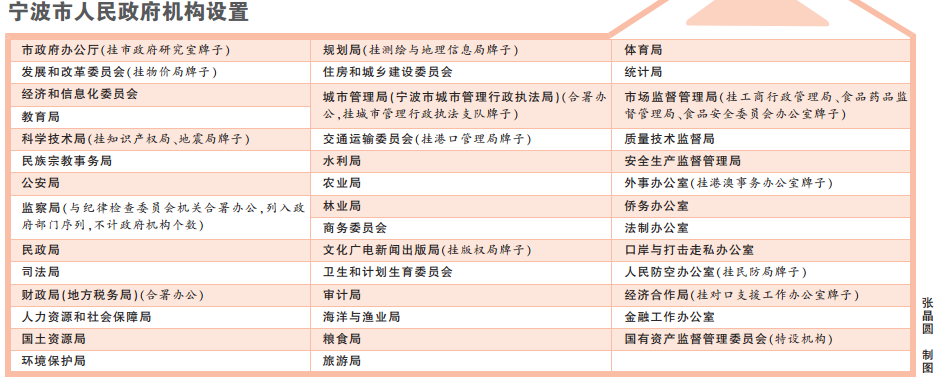 宁波市人民政府机构设置
市政府办公厅(挂市政府研究室牌子)
发展和改革委员会(挂物价局牌子)
经济和信息化委员会
教育局
科学技术局(挂知识产权局、地震局牌子)
民族宗教事务局
公安局
监察局(与纪律检查委员会机关合署办公,列入政
府部门序列,不计政府机构个数)
民政局
司法局
财政局(地方税务局)(合署办公)
人力资源和社会保障局
国土资源局
环境保护局
规划局(挂测绘与地理信息局牌子)
住房和城乡建设委员会
城市管理局(宁波市城市管理行政执法局)(合署办
公,挂城市管理行政执法支队牌子)
交通运输委员会(挂港口管理局牌子)
水利局
农业局
林业局
商务委员会
文化广电新闻出版局(挂版权局牌子)
卫生和计划生育委员会
审计局
海洋与渔业局
粮食局
旅游局
体育局
统计局
市场监督管理局(挂工商行政管理局、食品药品监
督管理局、食品安全委员会办公室牌子)
质量技术监督局
安全生产监督管理局
外事办公室(挂港澳事务办公室牌子)
侨务办公室
法制办公室
口岸与打击走私办公室
人民防空办公室(挂民防局牌子)
经济合作局(挂对口支援工作办公室牌子)
金融工作办公室
国有资产监督管理委员会(特设机构)
张晶圆 制图